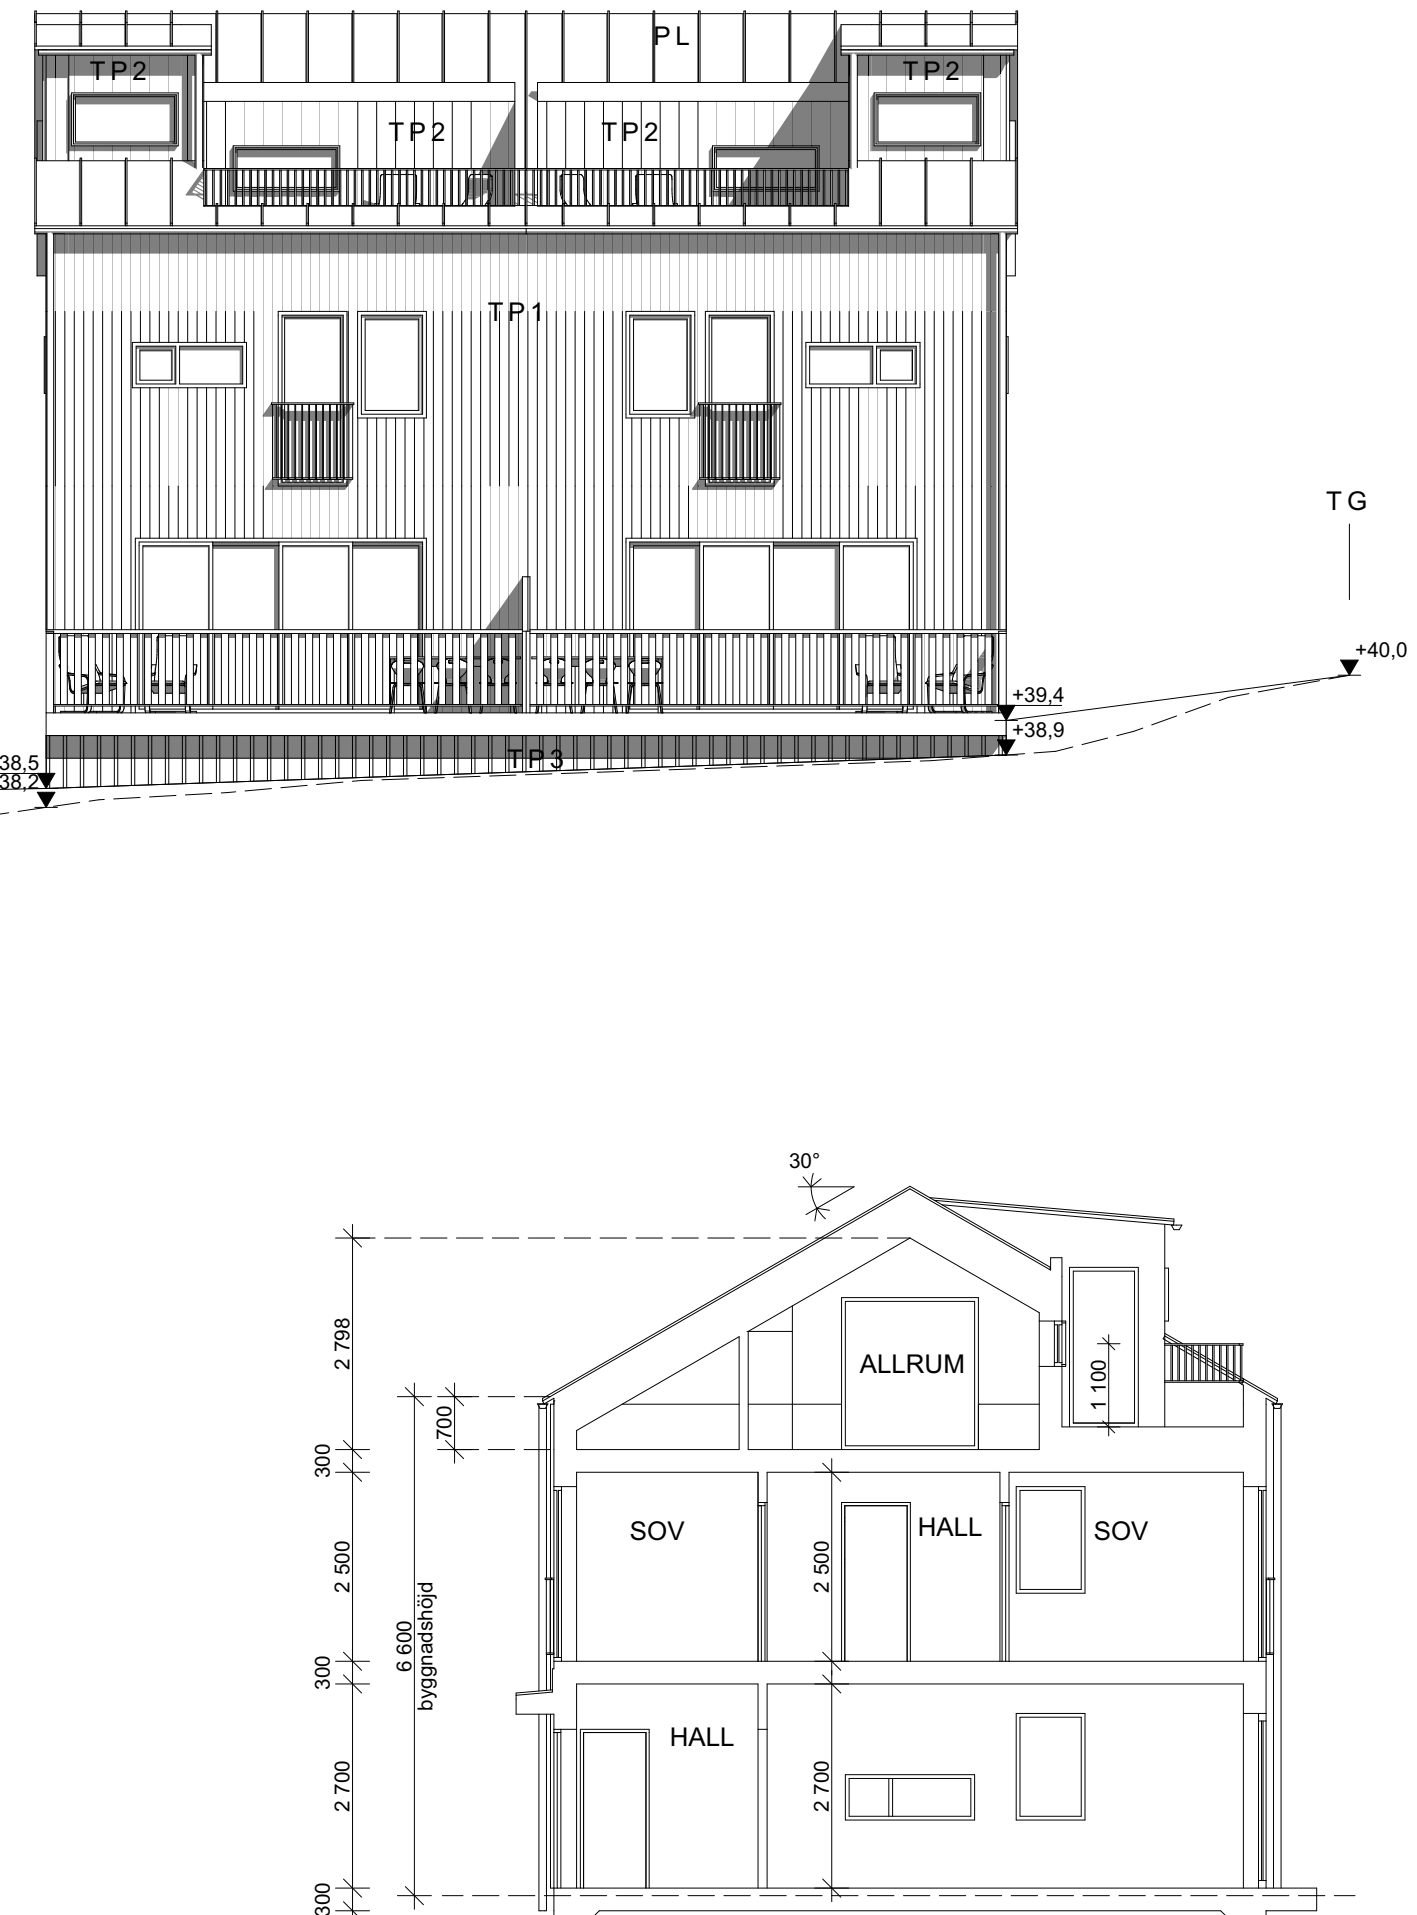 PL
TP2
TP2
TP2
TP2
TP1
TG
+40,0
+39,4
+38,9
TP3
38,5
38,2
30°
2 798
ALLRUM
1 100
700
300
SOV
HALL
SOV
2 500
2 500
6 600
byggnadshöjd
300
HALL
2 700
2 700
300